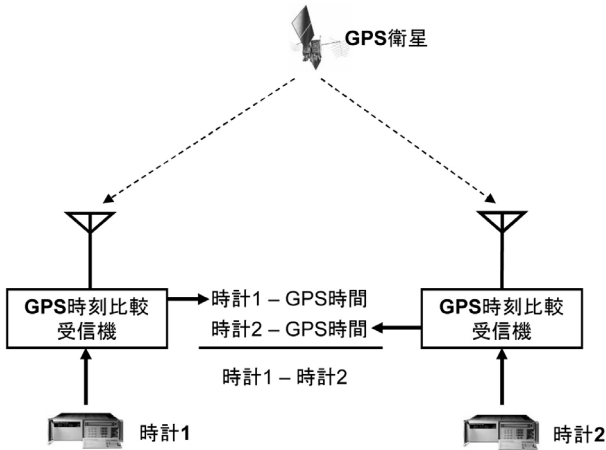 GPS衛星
GPS時刻比較
受信機
時計1 – GPS時間
時計2 – GPS時間
時計1 – 時計2
GPS時刻比較
受信機
時計1
時計2